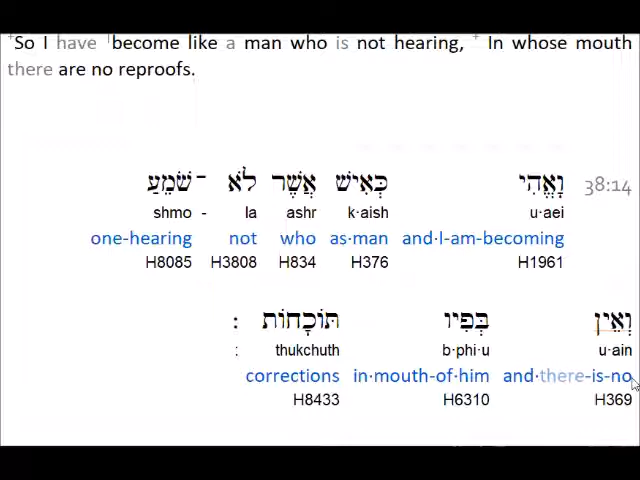 ⁺So I have ˡbecome like a man who is not hearing, ⁺ In whose mouth
there are no reproofs.
38:14 וָאֱהִי כְּאִישׁ אֲשֶׁר לֹא ־ שֹׁמֵעַ
shmo - la ashr k·aish u·aei
one-hearing not who as·man and·I-am-becoming
H8085 H3808 H834 H376 H1961
וְאֵין בְּפִיו תּוֹכָחוֹת :
: thukchuth b·phi·u u·ain
corrections in·mouth-of·him and·there-is-no
H8433 H6310 H369